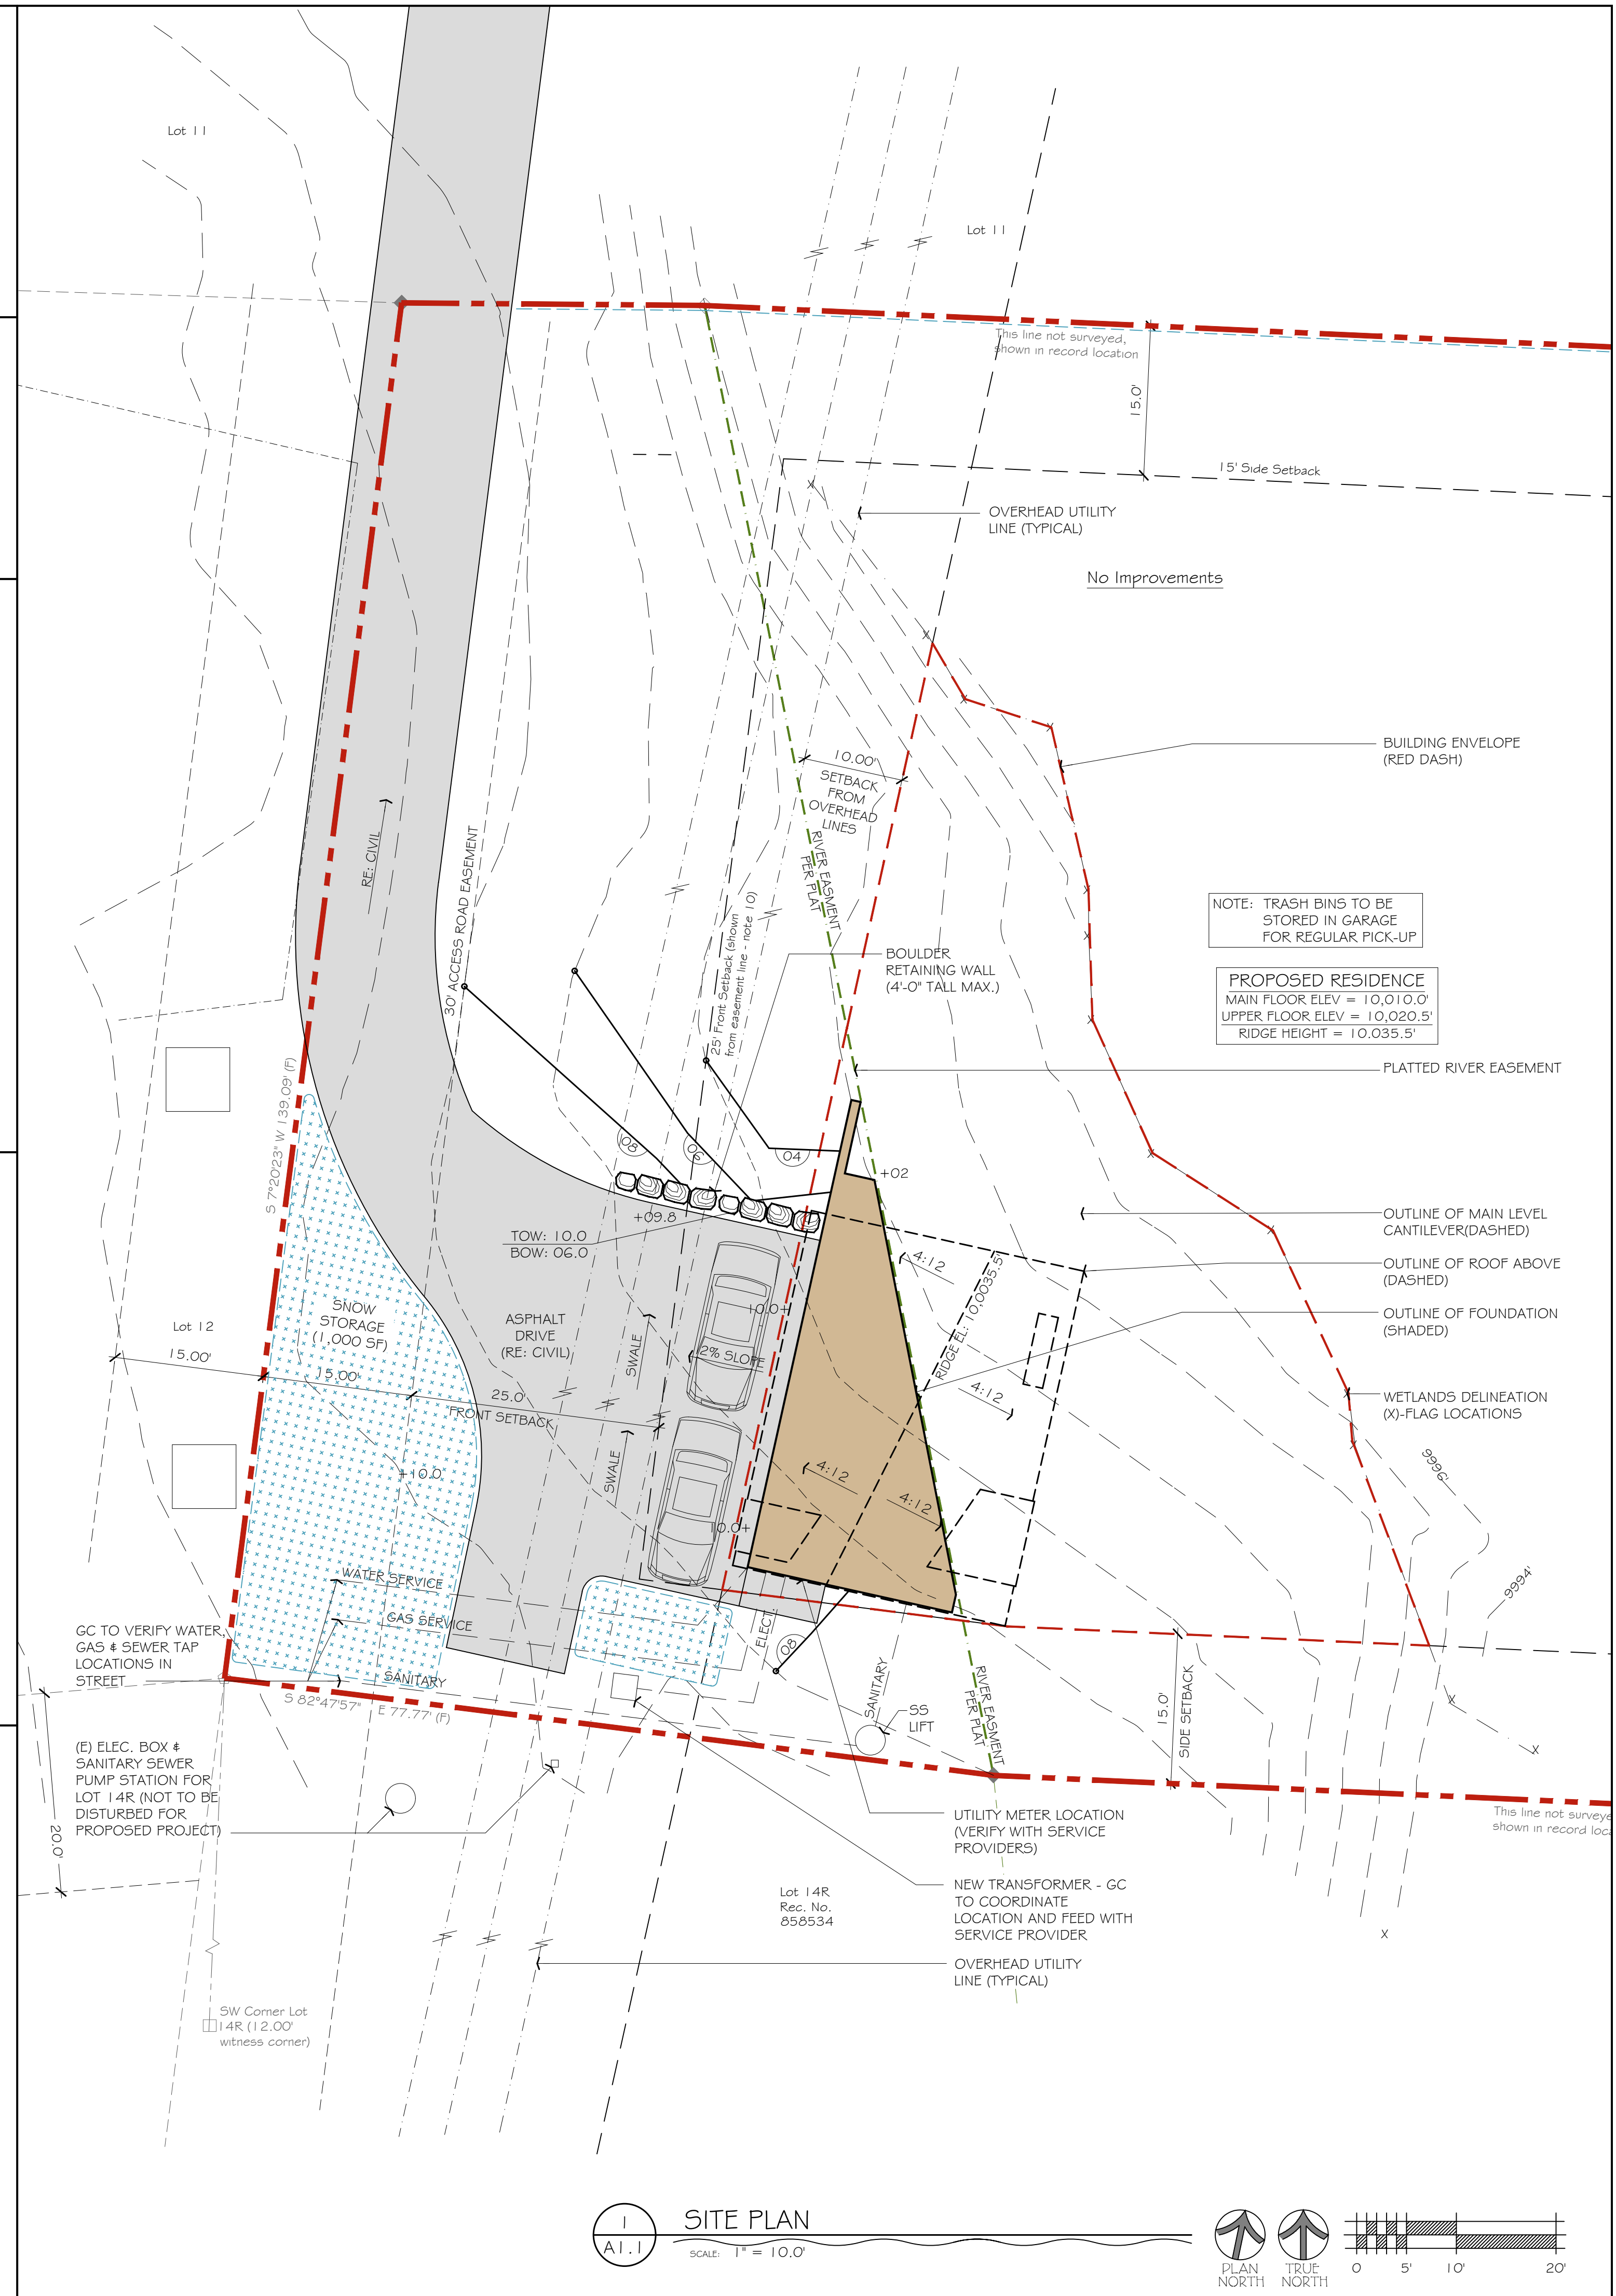 Lot 11
Lot 11
This line not surveyed,
shown in record location
15.0'
15' Side Setback
OVERHEAD UTILITY
LINE (TYPICAL)
No Improvements
BUILDING ENVELOPE
(RED DASH)
10.00'
SETBACK
FROM
OVERHEAD
LINES
RE: CIVIL
30' ACCESS ROAD EASEMENT
RIVER EASMENT
PER PLAT
25' Front Setback (shown
from easement line - note 10)
NOTE: TRASH BINS TO BE
STORED IN GARAGE
FOR REGULAR PICK-UP
BOULDER
RETAINING WALL
(4'-0" TALL MAX.)
PROPOSED RESIDENCE
MAIN FLOOR ELEV = 10,010.0'
UPPER FLOOR ELEV = 10,020.5'
RIDGE HEIGHT = 10.035.5'
PLATTED RIVER EASEMENT
S 7°20'23" W 139.09' (F)
08
06
04
+02
+09.8
TOW: 10.0
BOW: 06.0
OUTLINE OF MAIN LEVEL
CANTILEVER(DASHED)
OUTLINE OF ROOF ABOVE
(DASHED)
OUTLINE OF FOUNDATION
(SHADED)
4:12
RIDGE EL: 10,0035.5'
10.0+
SNOW
STORAGE
(1,000 SF)
ASPHALT
DRIVE
(RE: CIVIL)
SWALE
2% SLOPE
Lot 12
15.00'
15.00'
25.0'
FRONT SETBACK
4:12
WETLANDS DELINEATION
(X)-FLAG LOCATIONS
+10.0
SWALE
4:12
4:12
10.0+
9996'
9994'
WATER SERVICE
GAS SERVICE
SANITARY
GC TO VERIFY WATER,
GAS & SEWER TAP
LOCATIONS IN
STREET
ELECT
08
SANITARY
SS
LIFT
RIVER EASMENT
PER PLAT
15.0'
SIDE SETBACK
S 82°47'57" E 77.77' (F)
(E) ELEC. BOX &
SANITARY SEWER
PUMP STATION FOR
LOT 14R (NOT TO BE
DISTURBED FOR
PROPOSED PROJECT)
20.0'
UTILITY METER LOCATION
(VERIFY WITH SERVICE
PROVIDERS)
This line not surveye
shown in record loca
NEW TRANSFORMER - GC
TO COORDINATE
LOCATION AND FEED WITH
SERVICE PROVIDER
Lot 14R
Rec. No.
858534
OVERHEAD UTILITY
LINE (TYPICAL)
SW Corner Lot
14R (12.00'
witness corner)
1
A1.1
SITE PLAN
SCALE: 1" = 10.0'
PLAN
NORTH
TRUE
NORTH
0 5' 10' 20'